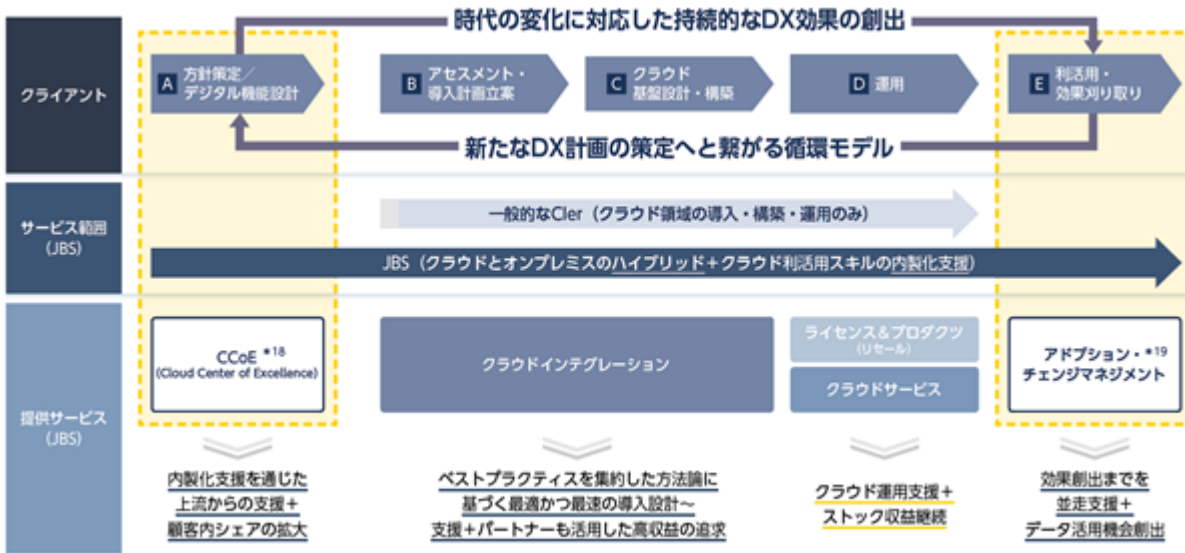 時代の変化に対応した持続的なDX効果の創出
クライアント
A 方針策定／
デジタル機能設計
B アセスメント・
導入計画立案
C クラウド
基盤設計・構築
D 運用
E 利活用・
効果刈り取り
新たなDX計画の策定へと繋がる循環モデル
サービス範囲
(JBS)
一般的なCIer（クラウド領域の導入・構築・運用のみ）
JBS（クラウドとオンプレミスのハイブリッド＋クラウド利活用スキルの内製化支援）
提供サービス
(JBS)
CCoE *18
(Cloud Center of Excellence)
クラウドインテグレーション
ライセンス＆プロダクツ
(リセール)
クラウドサービス
アドプション・*19
チェンジマネジメント
内製化支援を通じた
上流からの支援＋
顧客内シェアの拡大
ベストプラクティスを集約した方法論に
基づく最適かつ最速の導入設計～
支援＋パートナーも活用した高収益の追求
クラウド運用支援＋
ストック収益継続
効果創出までを
並走支援＋
データ活用機会創出